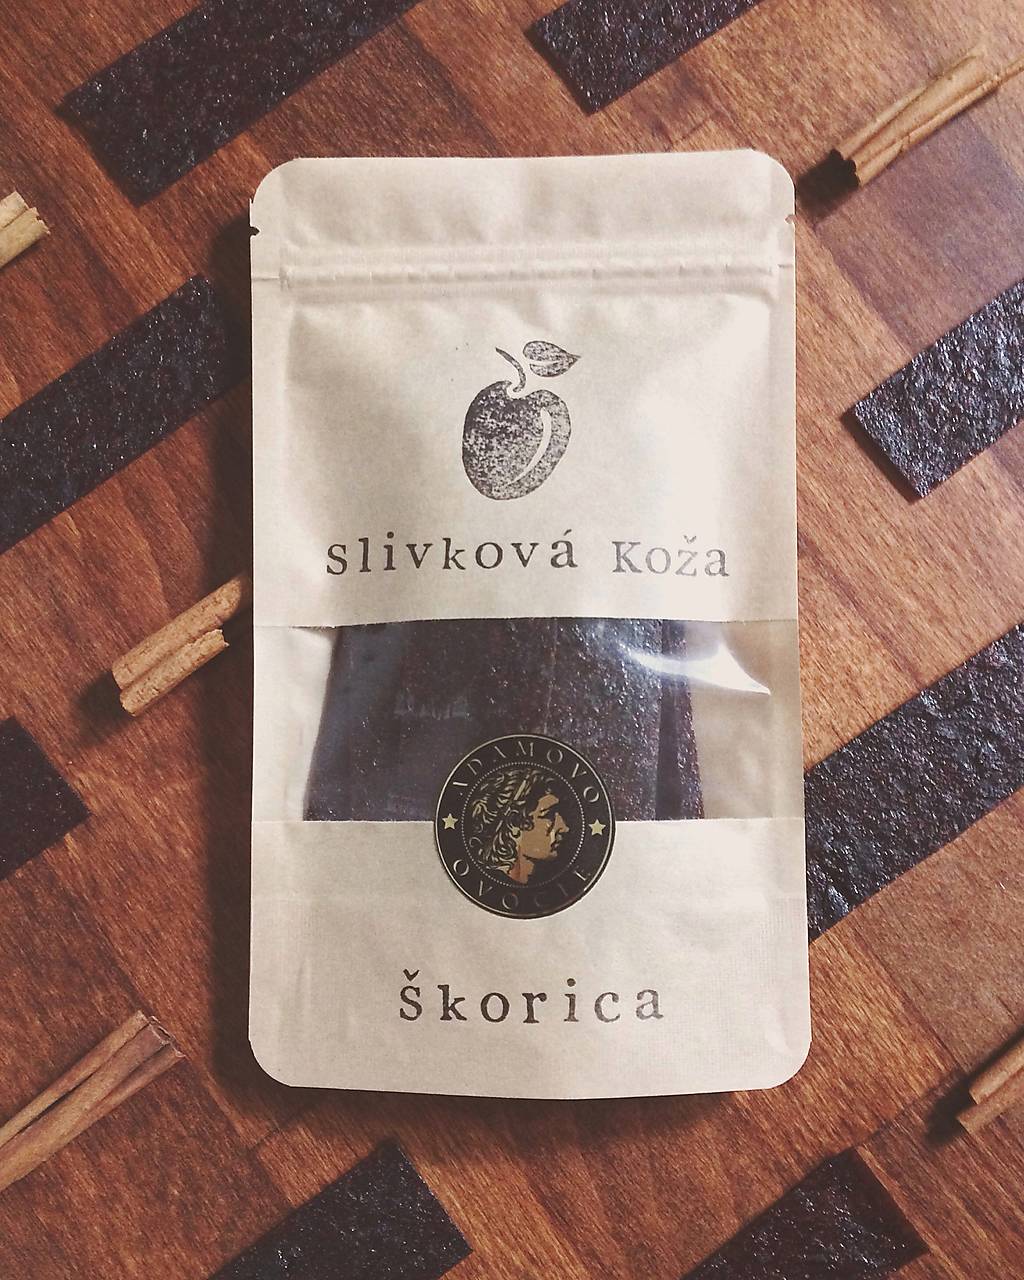 slivková Koža
ADAMOVO
OVOCIE
škorica